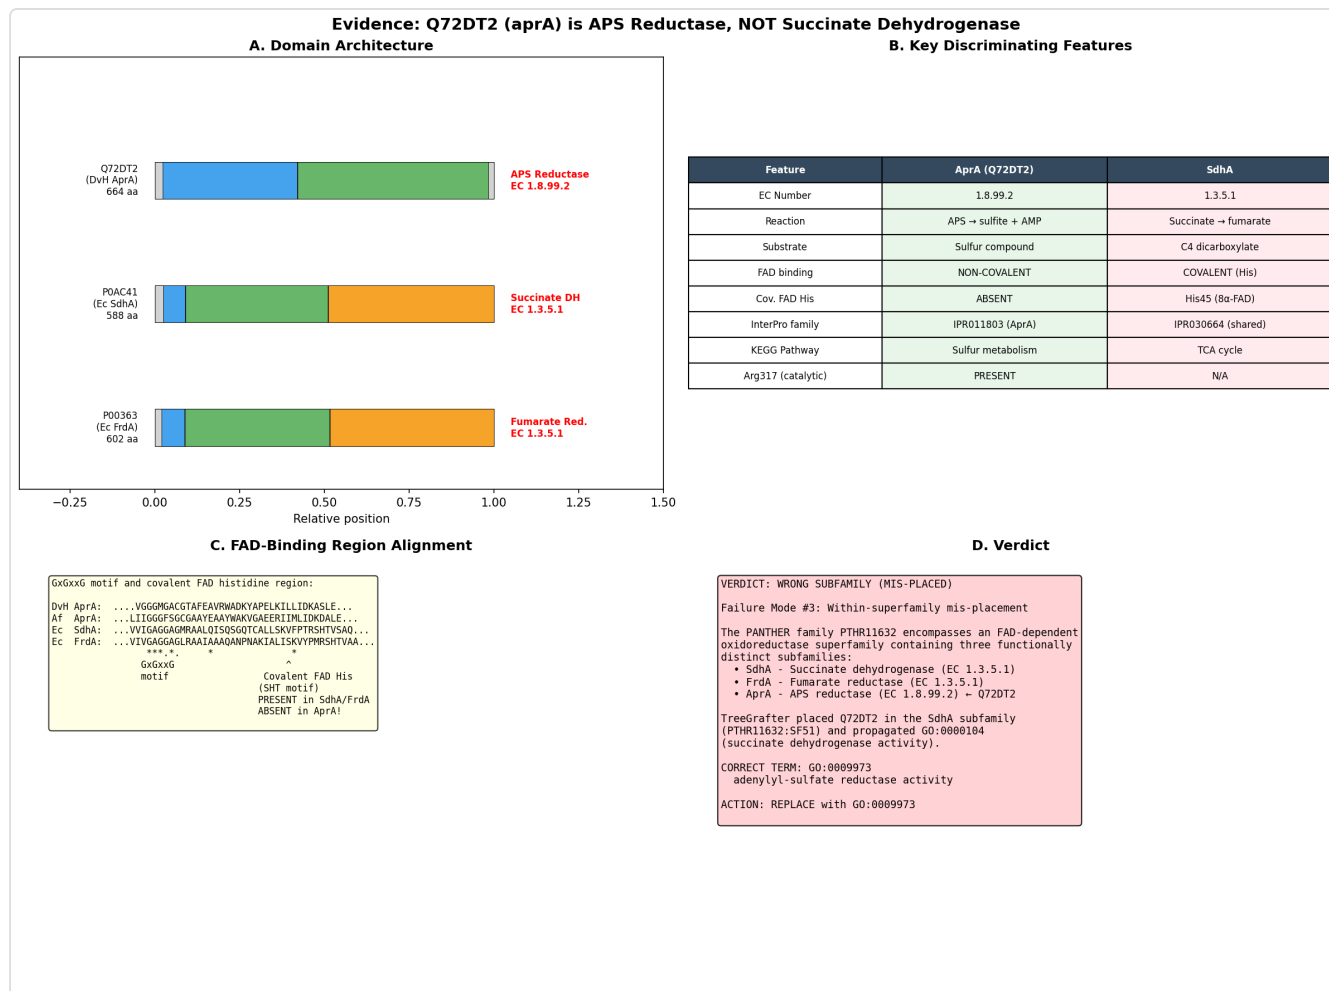 Evidence: Q72DT2 (aprA) is APS Reductase, NOT Succinate Dehydrogenase
A. Domain Architecture
Q72DT2
(DvH AprA)
664 aa
APS Reductase
EC 1.8.99.2
P0AC41
(Ec SdhA)
588 aa
Succinate DH
EC 1.3.5.1
P00363
(Ec FrdA)
602 aa
Fumarate Red.
EC 1.3.5.1
−0.25 0.00 0.25 0.50 0.75 1.00 1.25 1.50
Relative position
B. Key Discriminating Features
Feature AprA (Q72DT2) SdhA
EC Number 1.8.99.2 1.3.5.1
Reaction APS → sulfite + AMP Succinate → fumarate
Substrate Sulfur compound C4 dicarboxylate
FAD binding NON-COVALENT COVALENT (His)
Cov. FAD His ABSENT His45 (8α-FAD)
InterPro family IPR011803 (AprA) IPR030664 (shared)
KEGG Pathway Sulfur metabolism TCA cycle
Arg317 (catalytic) PRESENT N/A
C. FAD-Binding Region Alignment
GxGxxG motif and covalent FAD histidine region:
DvH AprA: ....VGGGMGACGTAFEAVRWADKYAPELKILLIDKASLE...
Af AprA: ...LIIGGGFSGCGAAYEAAYWAKVGAEERIIMLIDKDALE...
Ec SdhA: ...VVIGAGGAGMRAALQISQSGQTCALLSKVFPTRSHTVSAQ...
Ec FrdA: ...VIVGAGGAGLRAAIAAAQANPNAKIALISKVYPMRSHTVAA...
***.*. * *
GxGxxG ^
motif Covalent FAD His
(SHT motif)
PRESENT in SdhA/FrdA
ABSENT in AprA!
D. Verdict
VERDICT: WRONG SUBFAMILY (MIS-PLACED)
Failure Mode #3: Within-superfamily mis-placement
The PANTHER family PTHR11632 encompasses an FAD-dependent
oxidoreductase superfamily containing three functionally
distinct subfamilies:
• SdhA - Succinate dehydrogenase (EC 1.3.5.1)
• FrdA - Fumarate reductase (EC 1.3.5.1)
• AprA - APS reductase (EC 1.8.99.2) ← Q72DT2
TreeGrafter placed Q72DT2 in the SdhA subfamily
(PTHR11632:SF51) and propagated GO:0000104
(succinate dehydrogenase activity).
CORRECT TERM: GO:0009973
adenylyl-sulfate reductase activity
ACTION: REPLACE with GO:0009973